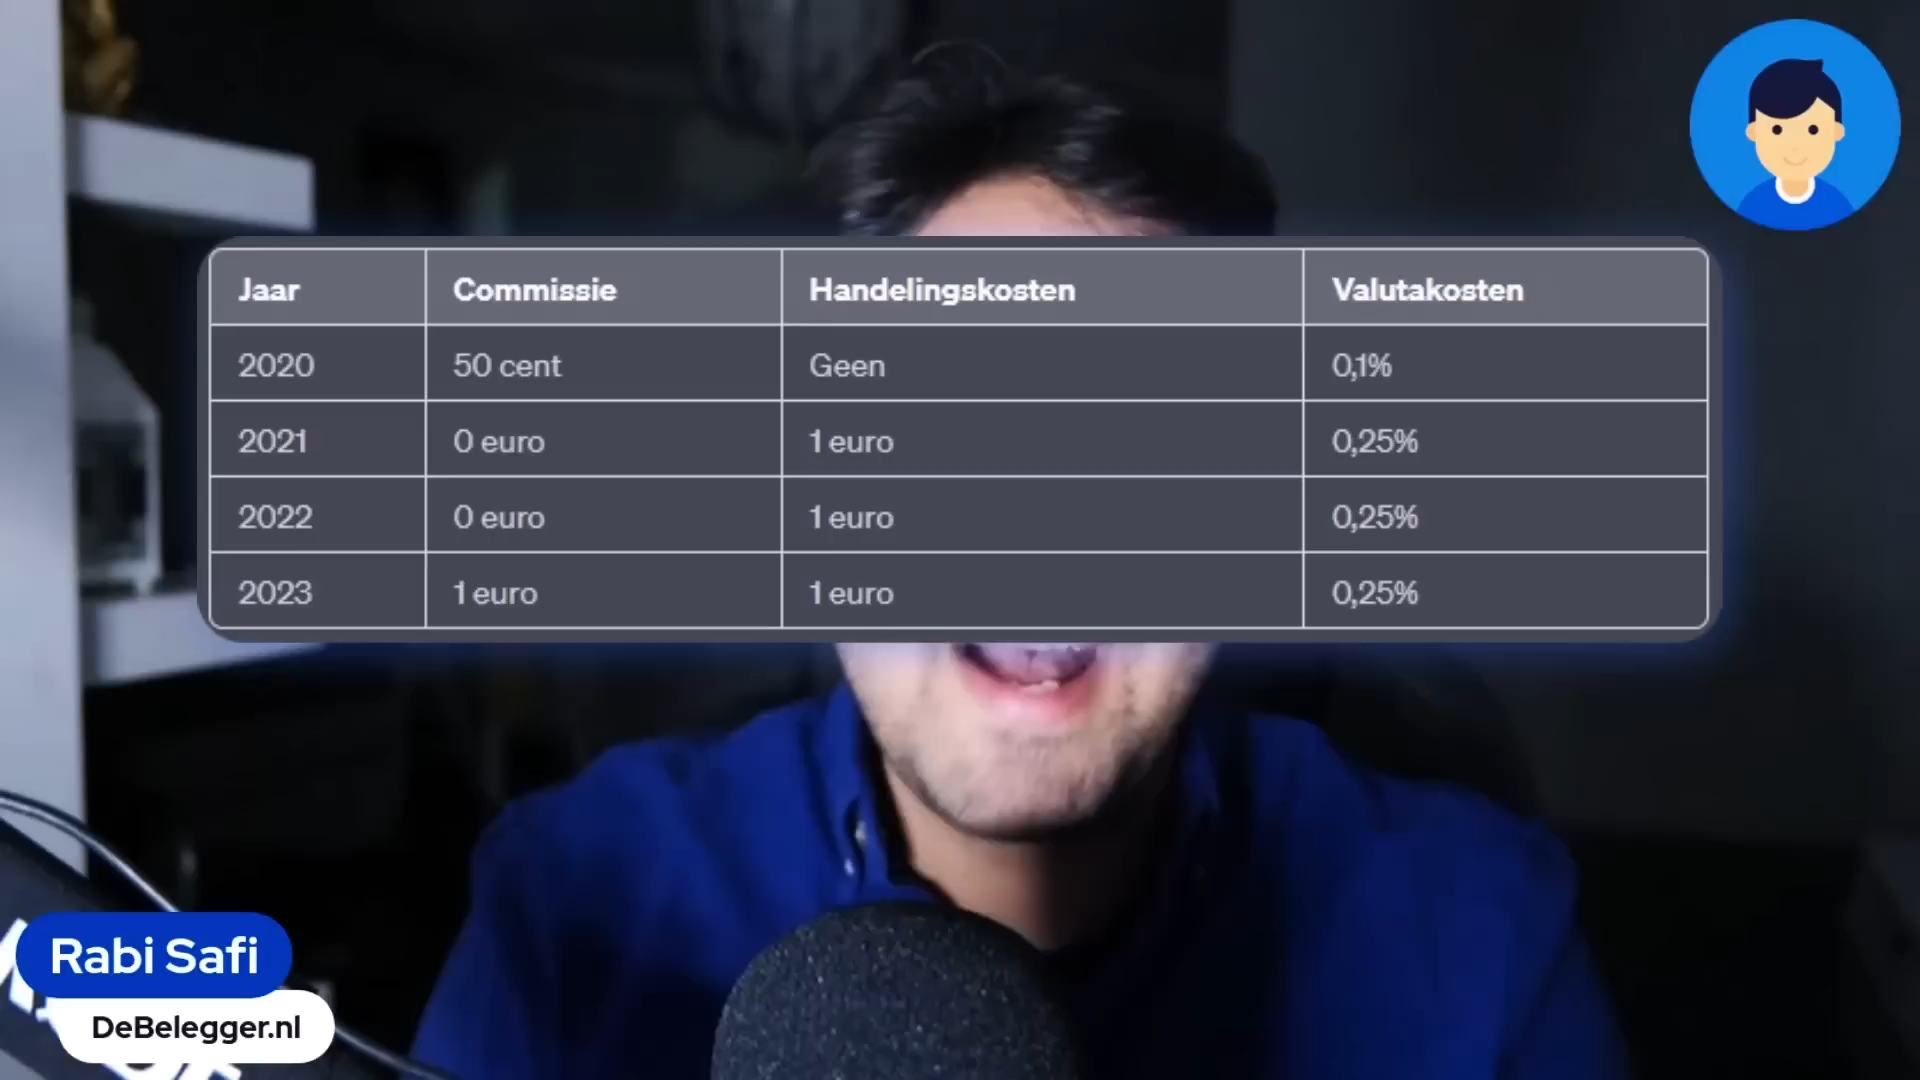 Jaar Commissie Handelingskosten Valutakosten
2020 50 cent Geen 0,1%
2021 0 euro 1 euro 0,25%
2022 0 euro 1 euro 0,25%
2023 1 euro 1 euro 0,25%
Rabi Safi
DeBelegger.nl